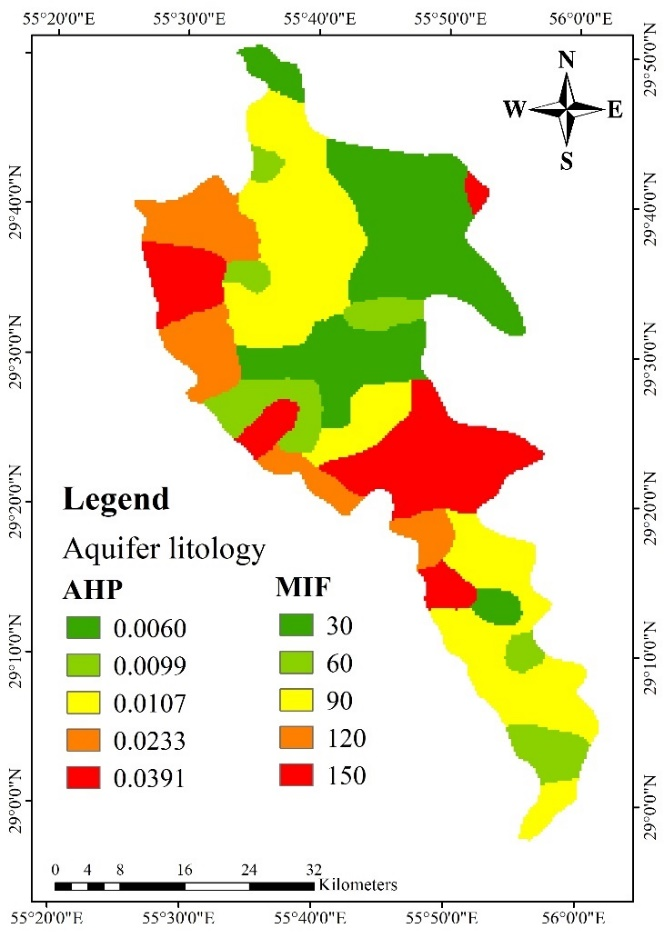 55°20'0"E 55°30'0"E 55°40'0"E 55°50'0"E 56°0'0"E
29°50'0"N
N
W E
S
29°40'0"N 29°40'0"N
29°30'0"N 29°30'0"N
29°20'0"N 29°20'0"N
Legend
Aquifer litology
AHP MIF
0.0060 30
0.0099 60
0.0107 90
0.0233 120
0.0391 150
29°10'0"N 29°10'0"N
29°0'0"N 29°0'0"N
0 4 8 16 24 32
Kilometers
55°20'0"E 55°30'0"E 55°40'0"E 55°50'0"E 56°0'0"E